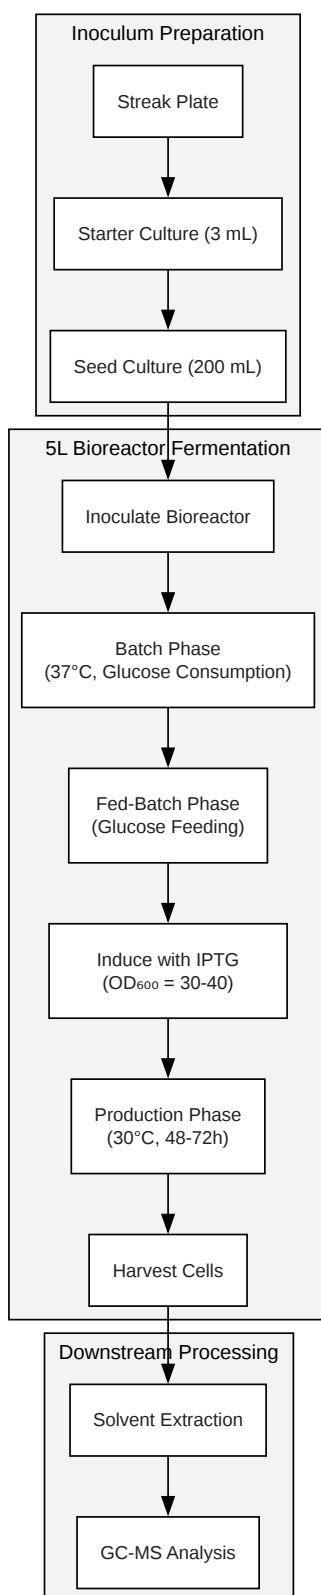 Inoculum Preparation
Streak Plate
Starter Culture (3 mL)
Seed Culture (200 mL)
5L Bioreactor Fermentation
Inoculate Bioreactor
Batch Phase
(37°C, Glucose Consumption)
Fed-Batch Phase
(Glucose Feeding)
Induce with IPTG
(OD₆₀₀ = 30-40)
Production Phase
(30°C, 48-72h)
Harvest Cells
Downstream Processing
Solvent Extraction
GC-MS Analysis